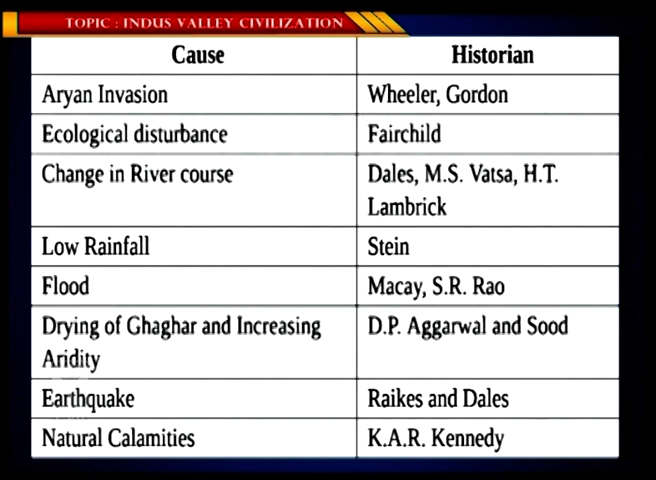 TOPIC : INDUS VALLEY CIVILIZATION
Cause Historian
Aryan Invasion Wheeler, Gordon
Ecological disturbance Fairchild
Change in River course Dales, M.S. Vatsa, H.T.
Lambrick
Low Rainfall Stein
Flood Macay, S.R. Rao
Drying of Ghaghar and Increasing D.P. Aggarwal and Sood
Aridity
Earthquake Raikes and Dales
Natural Calamities K.A.R. Kennedy